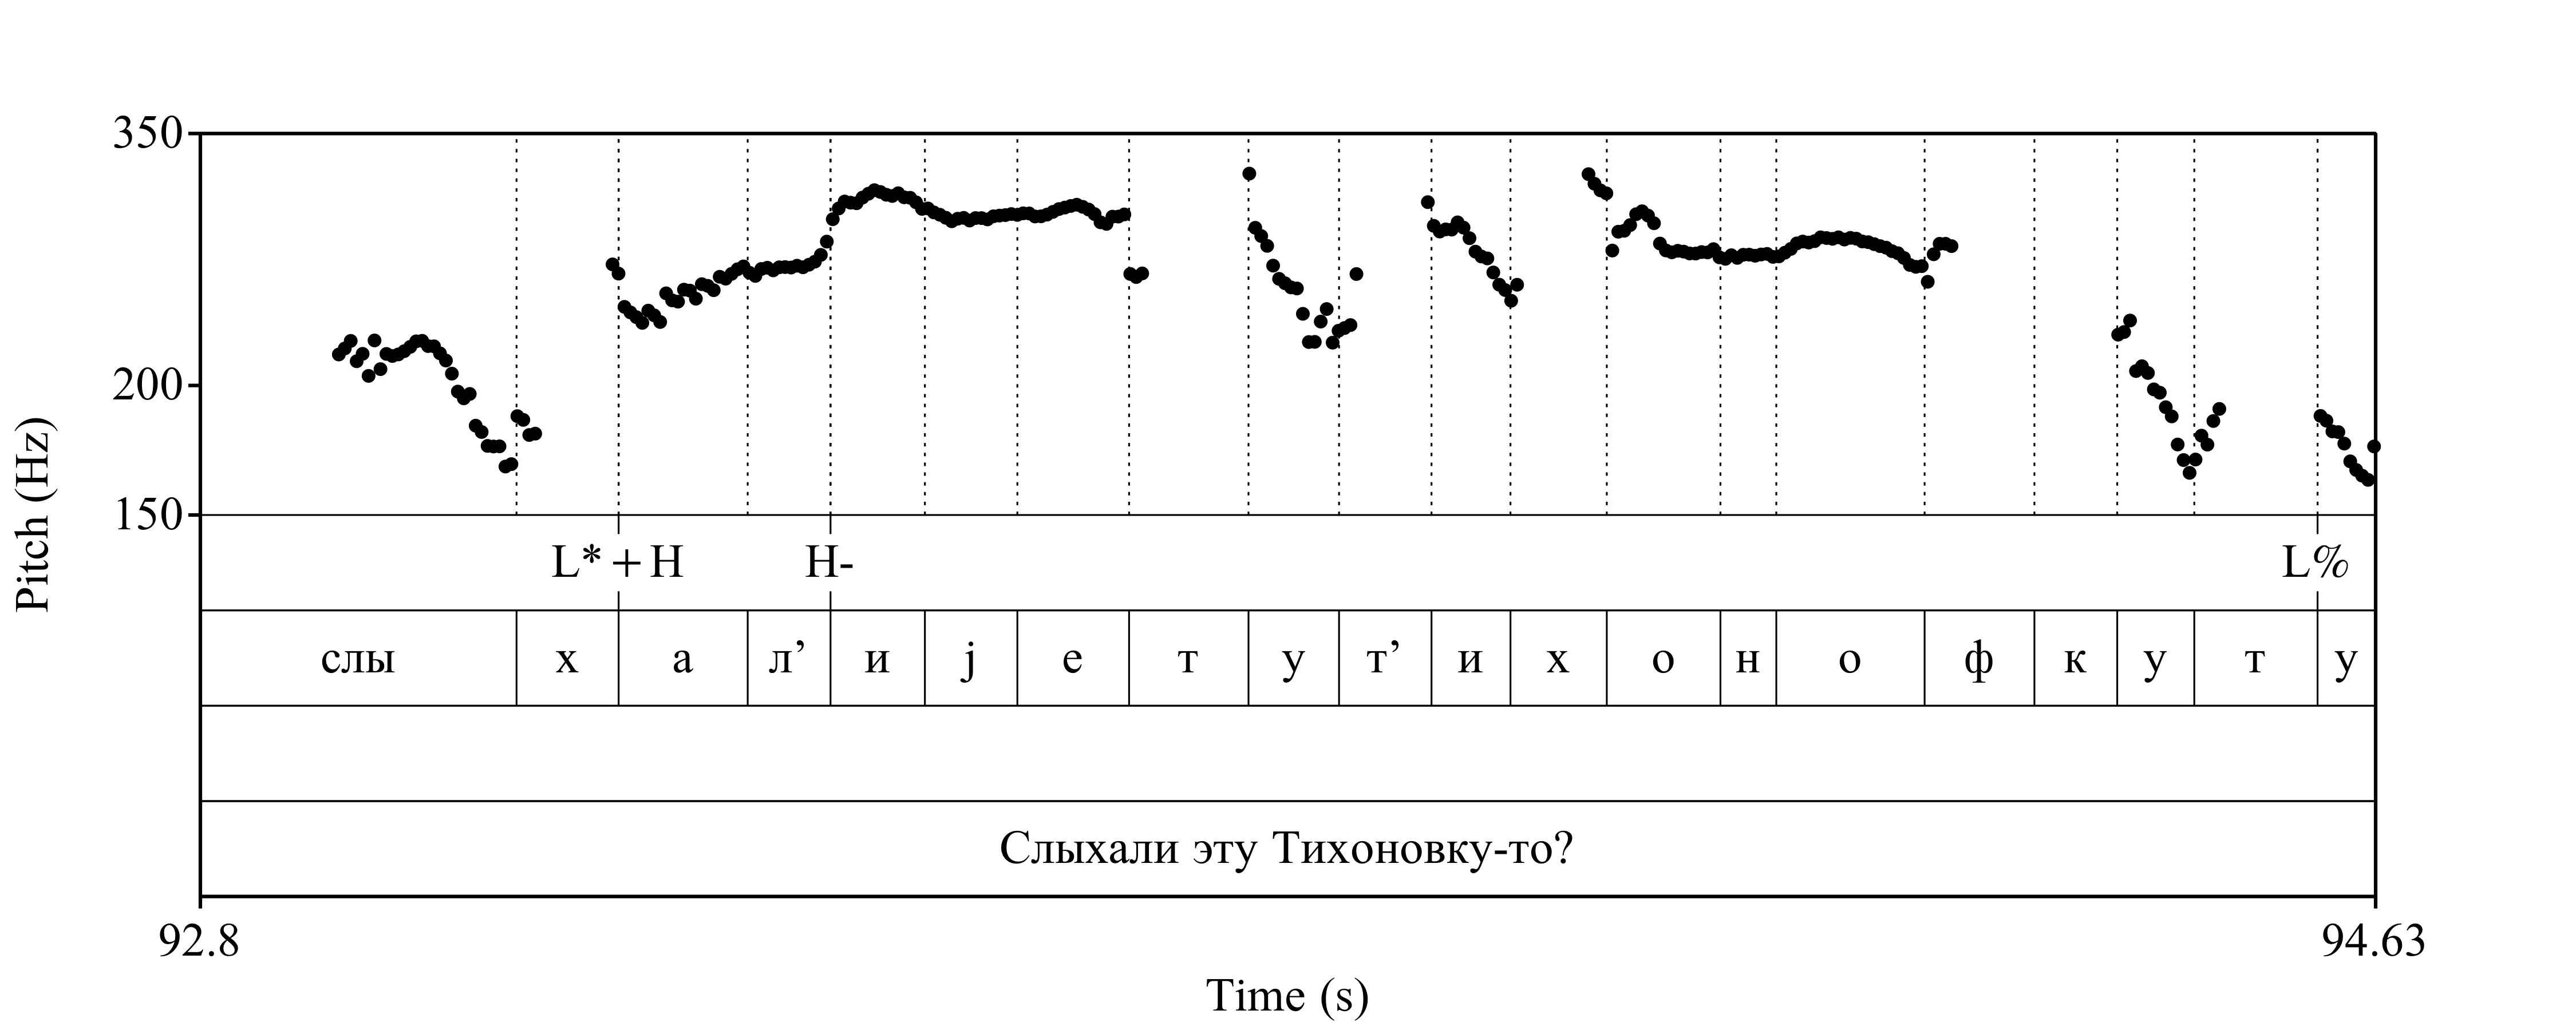 350
200
150
Pitch (Hz)
L*+H H- L%
слы х а л’ и j е т у т’ и х о н о ф к у т у
Слыхали эту Тихоновку-то?
92.8 94.63
Time (s)